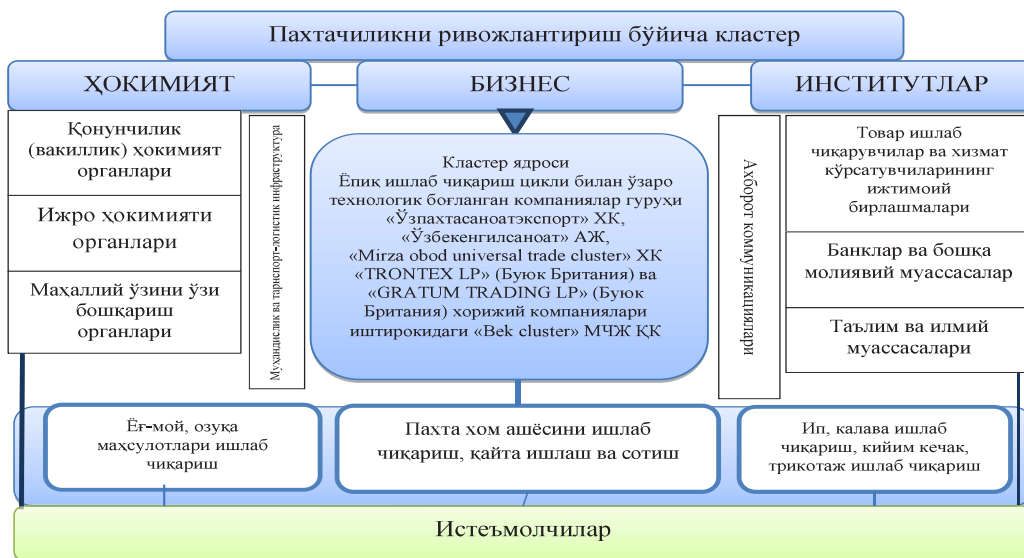 Пахтачиликни ривожлантириш бўйича кластер
ҲОКИМИЯТ
БИЗНЕС
ИНСТИТУТЛАР
Қонунчилик
(вакиллик) ҳокимият
органлари
Ижро ҳокимияти
органлари
Маҳаллий ўзини ўзи
бошқариш
органлари
Муҳандислик ва тарнспорт-логистик инфраструктура
Кластер ядроси
Ёпиқ ишлаб чиқариш цикли билан ўзаро
технологик боғланган компаниялар гуруҳи
«Ўзпахтасаноатэкспорт» ХК,
«Ўзбекенгилсаноат» АЖ,
«Mirza obod universal trade cluster» ХК
«TRONTEX LP» (Буюк Британия) ва
«GRATUM TRADING LP» (Буюк
Британия) хорижий компаниялари
иштирокидаги «Bek cluster» МЧЖ ҚК
Ахборот коммуникациялари
Товар ишлаб
чиқарувчилар ва хизмат
кўрсатувчиларининг
ижтимоий
бирлашмалари
Банклар ва бошқа
молиявий муассасалар
Таълим ва илмий
муассасалари
Ёғ-мой, озуқа
маҳсулотлари ишлаб
чиқариш
Пахта хом ашёсини ишлаб
чиқариш, қайта ишлаш ва сотиш
Ип, калава ишлаб
чиқариш, кийим кечак,
трикотаж ишлаб чиқариш
Истеъмолчилар